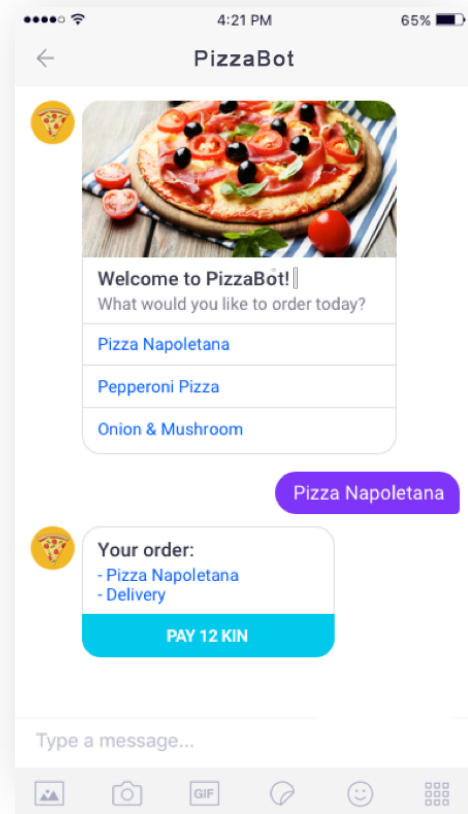 4:21 PM
65%
PizzaBot
Welcome to PizzaBot!
What would you like to order today?
Pizza Napoletana
Pepperoni Pizza
Onion & Mushroom
Pizza Napoletana
Your order:
- Pizza Napoletana
- Delivery
PAY 12 KIN
Type a message...
GIF